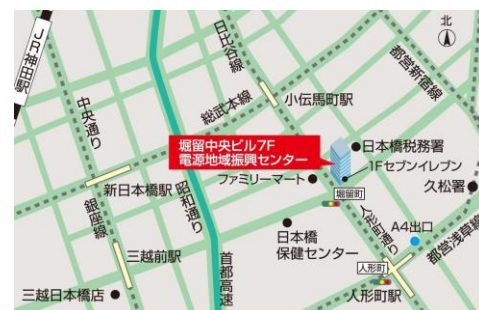 北
JR神田駅
日比谷線
都営新宿線
中央通り
総武本線
小伝馬町駅
堀留中央ビル7F
電源地域振興センター
日本橋税務署
1Fセブンイレブン
ファミリーマート
久松署
新日本橋駅
昭和通り
堀留町
人形町通り
銀座線
日本橋
保健センター
A4出口
都営浅草線
三越前駅
首都高速
人形町
人形町駅
三越日本橋店